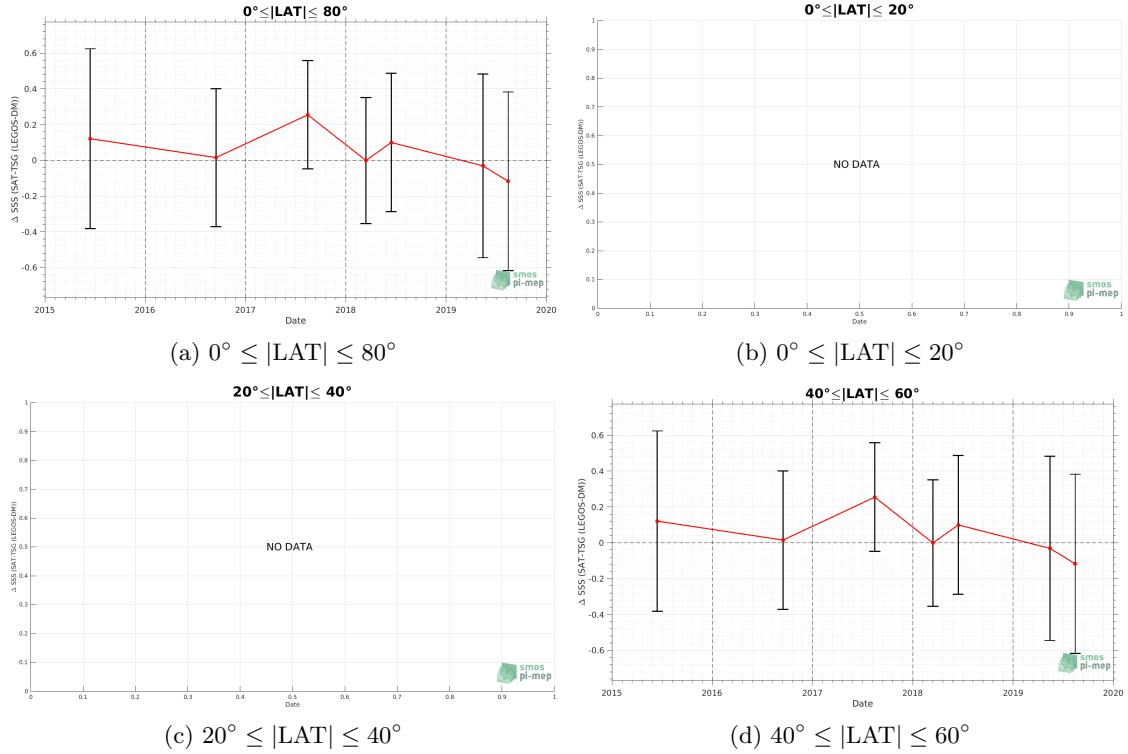 0°≤|LAT|≤ 80°
Δ SSS (SAT-TSG (LEGOS-DM))
0.6
0.4
0.2
0
-0.2
-0.4
-0.6
2015 2016 2017 2018 2019 2020
Date
smos
pi-mep
(a) 0° ≤ |LAT| ≤ 80°
0°≤|LAT|≤ 20°
Δ SSS (SAT-TSG (LEGOS-DM))
1
0.9
0.8
0.7
0.6
0.5
0.4
0.3
0.2
0.1
0
NO DATA
0 0.1 0.2 0.3 0.4 0.5 0.6 0.7 0.8 0.9 1
Date
smos
pi-mep
(b) 0° ≤ |LAT| ≤ 20°
20°≤|LAT|≤ 40°
Δ SSS (SAT-TSG (LEGOS-DM))
1
0.9
0.8
0.7
0.6
0.5
0.4
0.3
0.2
0.1
0
NO DATA
0 0.1 0.2 0.3 0.4 0.5 0.6 0.7 0.8 0.9 1
Date
smos
pi-mep
(c) 20° ≤ |LAT| ≤ 40°
40°≤|LAT|≤ 60°
Δ SSS (SAT-TSG (LEGOS-DM))
0.6
0.4
0.2
0
-0.2
-0.4
-0.6
2015 2016 2017 2018 2019 2020
Date
smos
pi-mep
(d) 40° ≤ |LAT| ≤ 60°